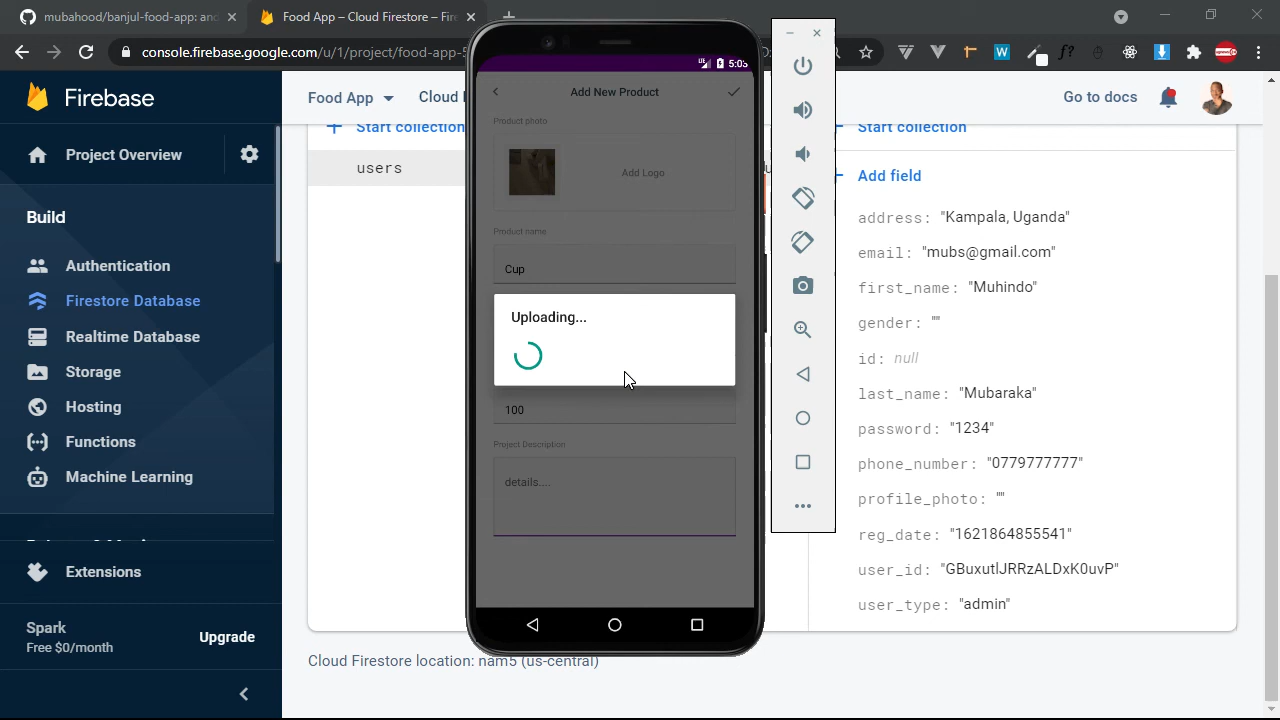 mubahood/banjul-food-app: and
Food App – Cloud Firestore – Fire
console.firebase.google.com/u/1/project/food-app-5
Firebase
Food App
Cloud F
Go to docs
Project Overview
Build
Authentication
Firestore Database
Realtime Database
Storage
Hosting
Functions
Machine Learning
Extensions
Spark
Free $0/month
Upgrade
Start collection
users
Cloud Firestore location: nam5 (us-central)
5:03
Add New Product
Product photo
Add Logo
Product name
Cup
Uploading...
100
Project Description
details....
Start collection
Add field
address: "Kampala, Uganda"
email: "mubs@gmail.com"
first_name: "Muhindo"
gender: ""
id: null
last_name: "Mubaraka"
password: "1234"
phone_number: "0779777777"
profile_photo: ""
reg_date: "1621864855541"
user_id: "GBuxutlJRRzALDxK0uvP"
user_type: "admin"